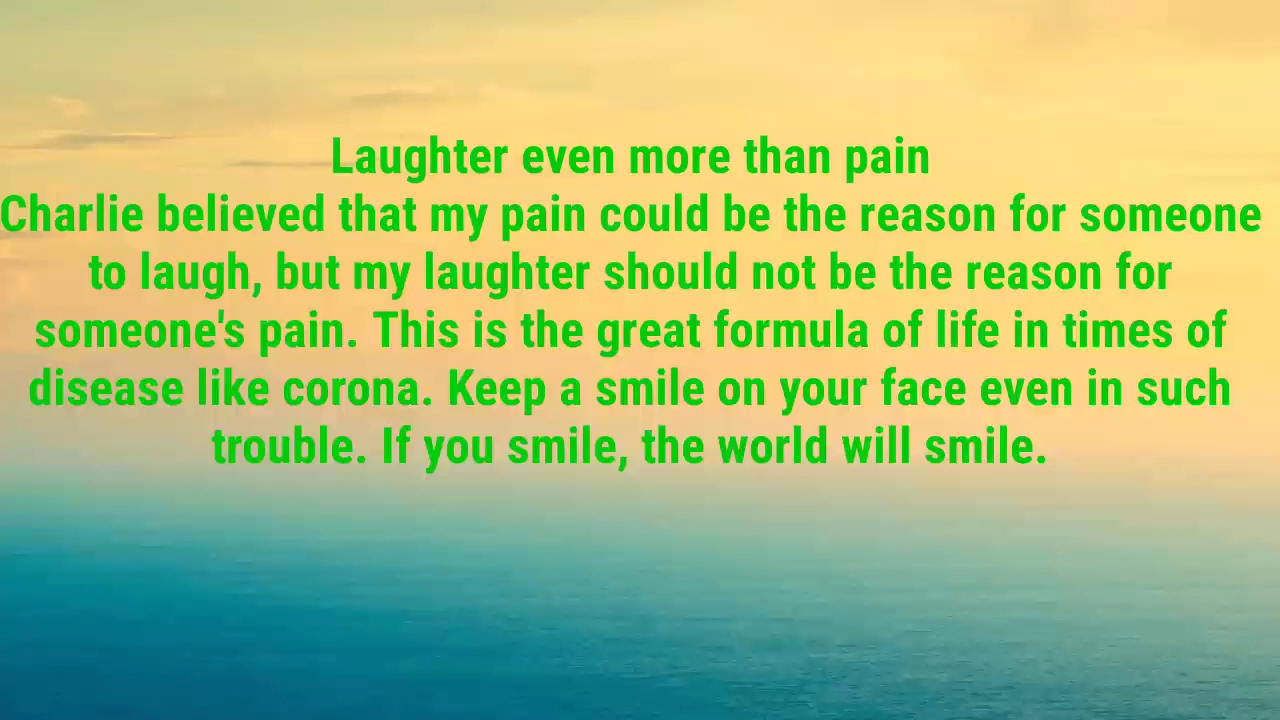 Laughter even more than pain
Charlie believed that my pain could be the reason for someone
to laugh, but my laughter should not be the reason for
someone's pain. This is the great formula of life in times of
disease like corona. Keep a smile on your face even in such
trouble. If you smile, the world will smile.